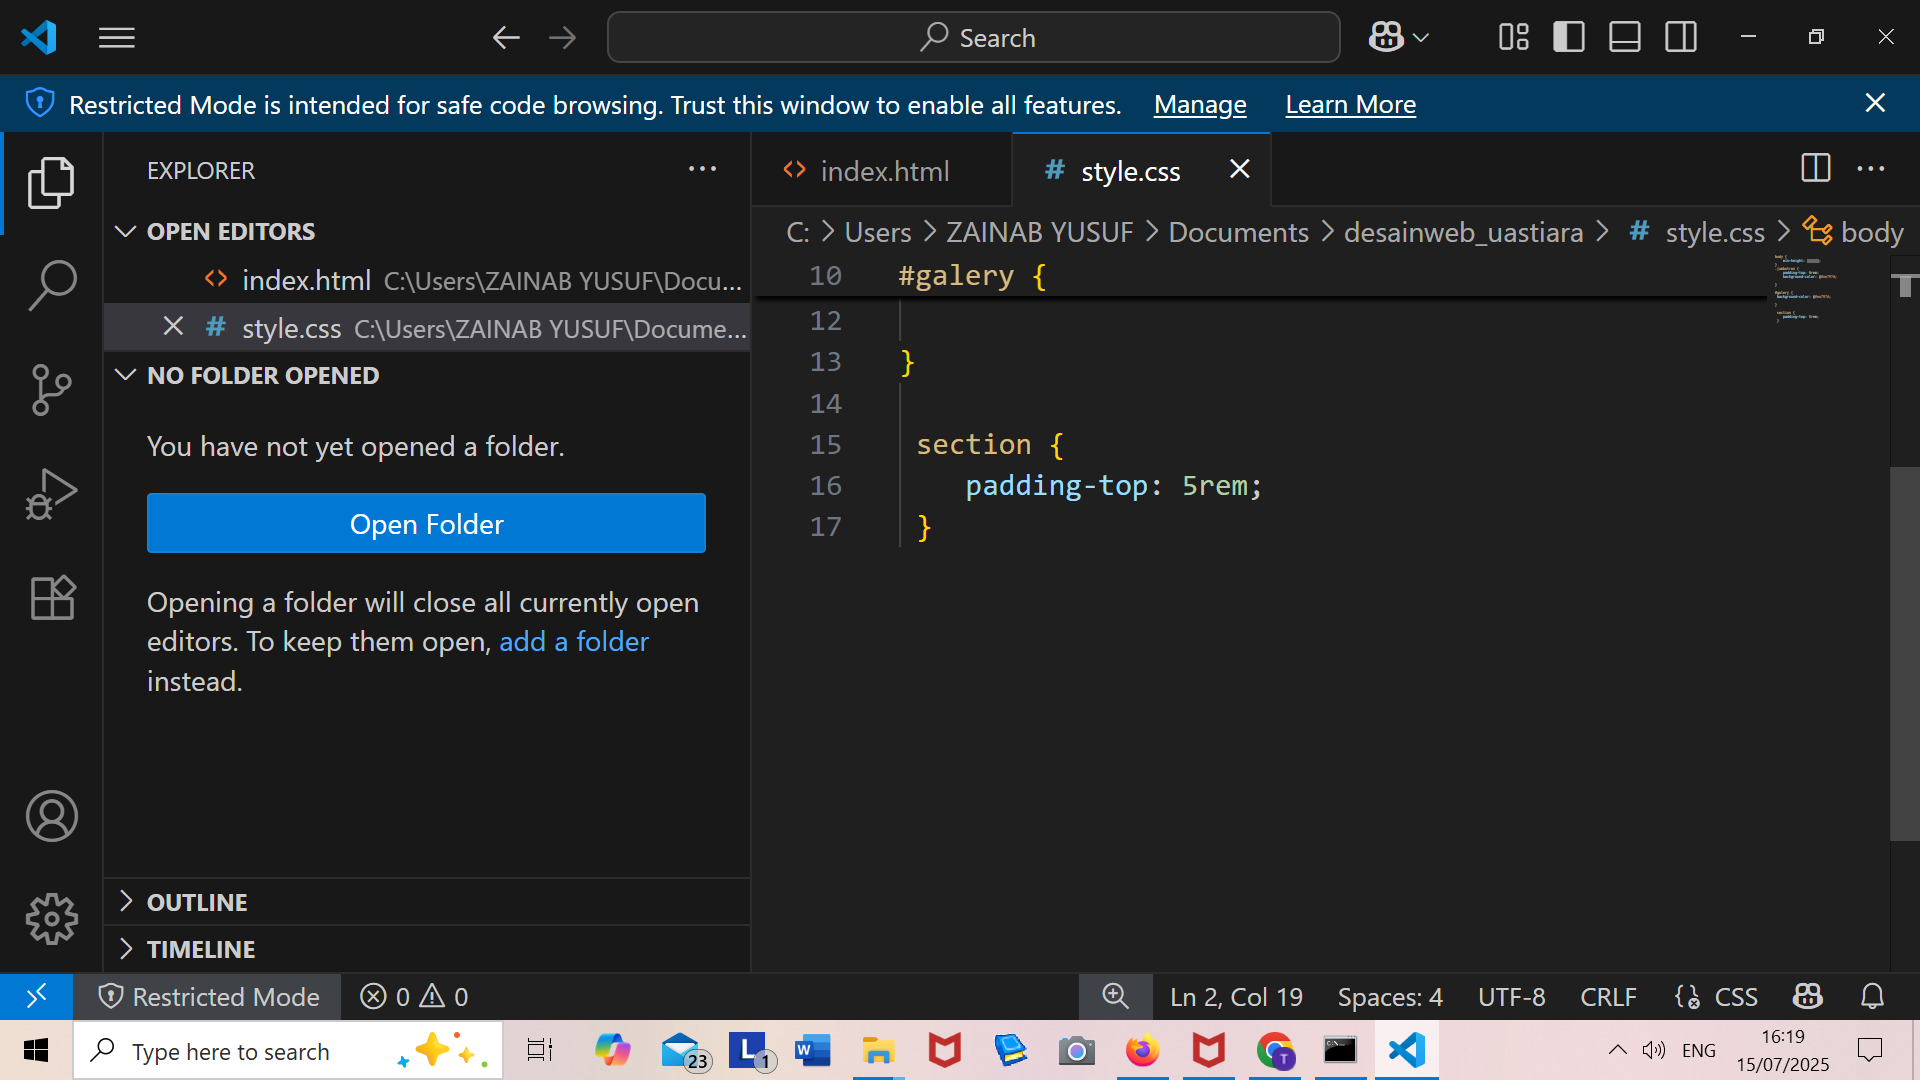 Search
Restricted Mode is intended for safe code browsing. Trust this window to enable all features. Manage Learn More
EXPLORER
OPEN EDITORS
index.html C:\Users\ZAINAB YUSUF\Docu...
style.css C:\Users\ZAINAB YUSUF\Docume...
NO FOLDER OPENED
You have not yet opened a folder.
Open Folder
Opening a folder will close all currently open
editors. To keep them open, add a folder
instead.
OUTLINE
TIMELINE
index.html
# style.css
C: > Users > ZAINAB YUSUF > Documents > desainweb_uastiara > # style.css > body
10 #galery {
12
13 }
14
15 section {
16 padding-top: 5rem;
17 }
Restricted Mode 0 0
Ln 2, Col 19 Spaces: 4 UTF-8 CRLF CSS
Type here to search
23
L 1
W
T
ENG
16:19
15/07/2025